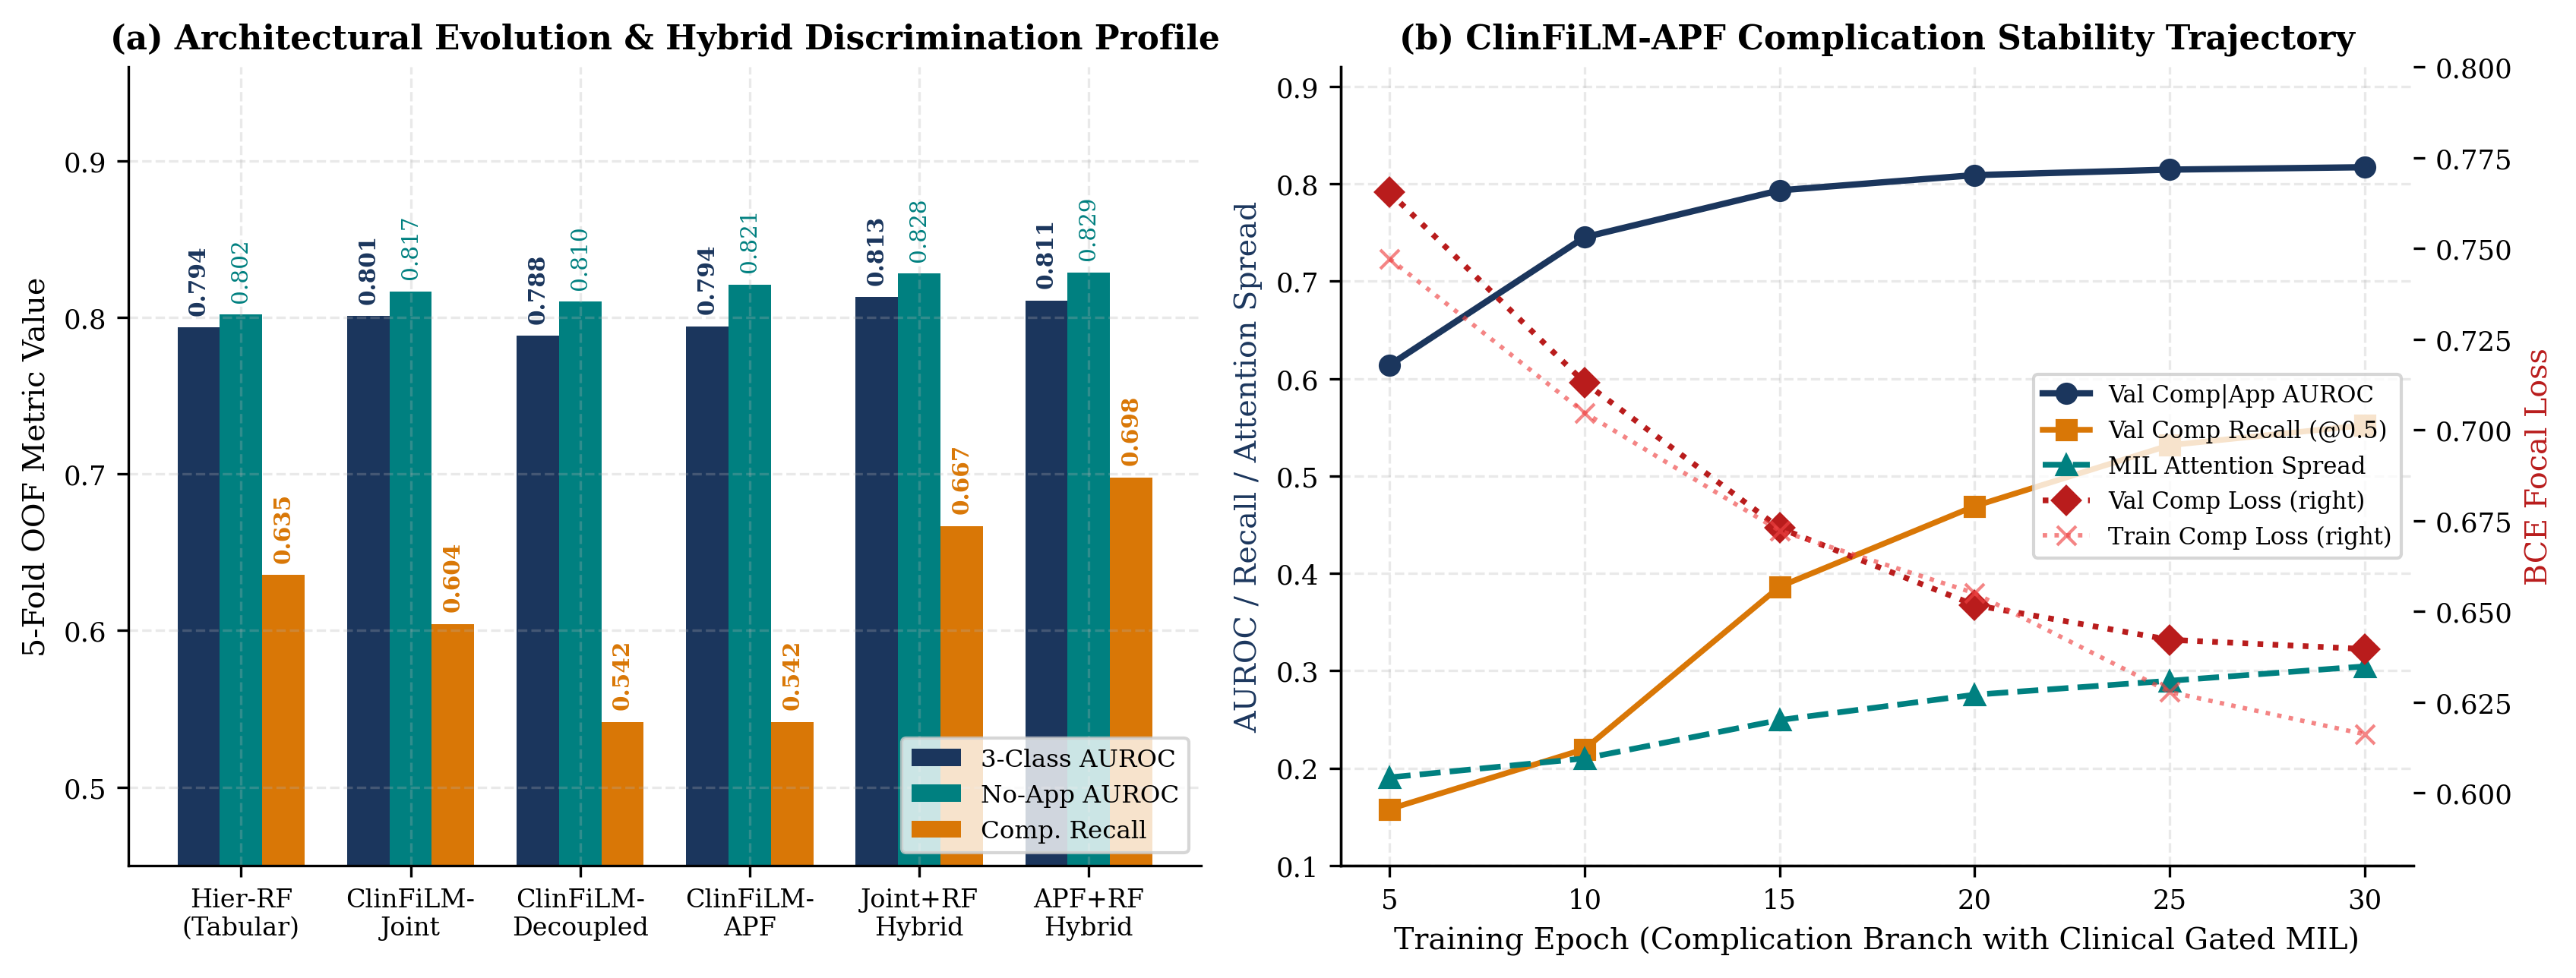 (a) Architectural Evolution & Hybrid Discrimination Profile
5-Fold OOF Metric Value
0.9
0.8
0.7
0.6
0.5
0.794
0.802
0.635
0.801
0.817
0.604
0.788
0.810
0.542
0.794
0.821
0.542
0.813
0.828
0.667
0.811
0.829
0.698
3-Class AUROC
No-App AUROC
Comp. Recall
Hier-RF
(Tabular)
ClinFiLM-
Joint
ClinFiLM-
Decoupled
ClinFiLM-
APF
Joint+RF
Hybrid
APF+RF
Hybrid
(b) ClinFiLM-APF Complication Stability Trajectory
AUROC / Recall / Attention Spread
0.9
0.8
0.7
0.6
0.5
0.4
0.3
0.2
0.1
Val Comp|App AUROC
Val Comp Recall (@0.5)
MIL Attention Spread
Val Comp Loss (right)
Train Comp Loss (right)
0.800
0.775
0.750
0.725
0.700
0.675
0.650
0.625
0.600
BCE Focal Loss
5
10
15
20
25
30
Training Epoch (Complication Branch with Clinical Gated MIL)